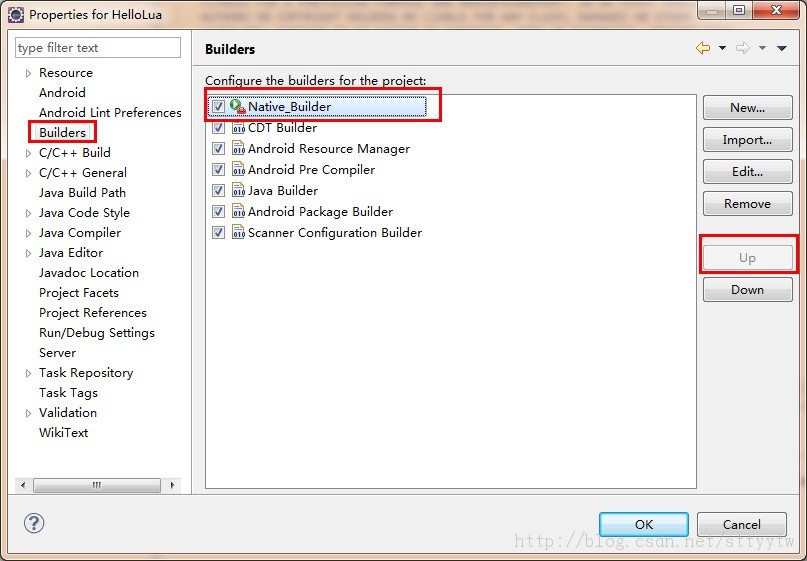 Properties for HelloLua
type filter text
Resource
Android
Android Lint Preferences
Builders
C/C++ Build
C/C++ General
Java Build Path
Java Code Style
Java Compiler
Java Editor
Javadoc Location
Project Facets
Project References
Run/Debug Settings
Server
Task Repository
Task Tags
Validation
WikiText
Builders
Configure the builders for the project:
Native_Builder
CDT Builder
Android Resource Manager
Android Pre Compiler
Java Builder
Android Package Builder
Scanner Configuration Builder
New...
Import...
Edit...
Remove
Up
Down
OK
Cancel
http://blog.csdn.net/sttyytw